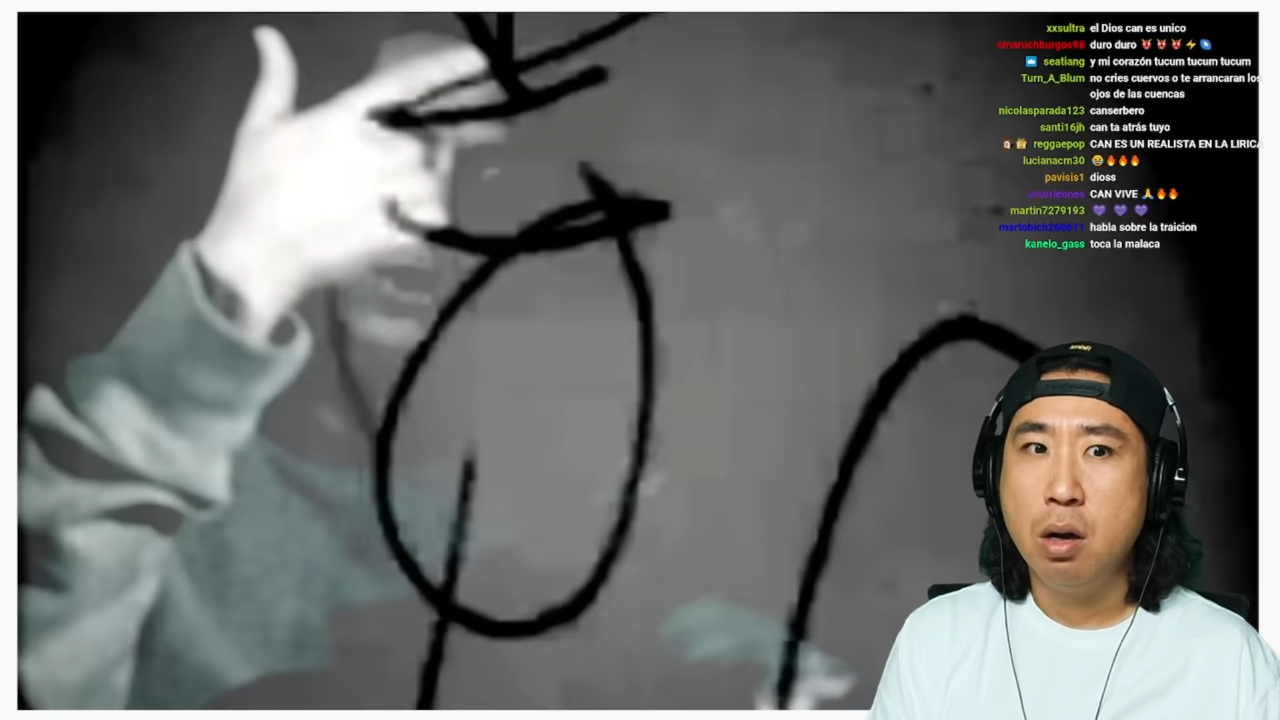 xxsultra el Dios can es unico
omaruchburgos98 duro duro 👹 👹 👹 ⚡ 🌀
seatiang y mi corazón tucum tucum tucum
Turn_A_Blum no cries cuervos o te arrancaran los
ojos de las cuencas
nicolasparada123 canserbero
santi16jh can ta atrás tuyo
reggaepop CAN ES UN REALISTA EN LA LIRICA
lucianacm30 😂🔥🔥🔥
pavisis1 dioss
CAN VIVE 🙏🔥🔥
martin7279193 💜 💜 💜
martobich260611 habla sobre la traicion
kanelo_gass toca la malaca